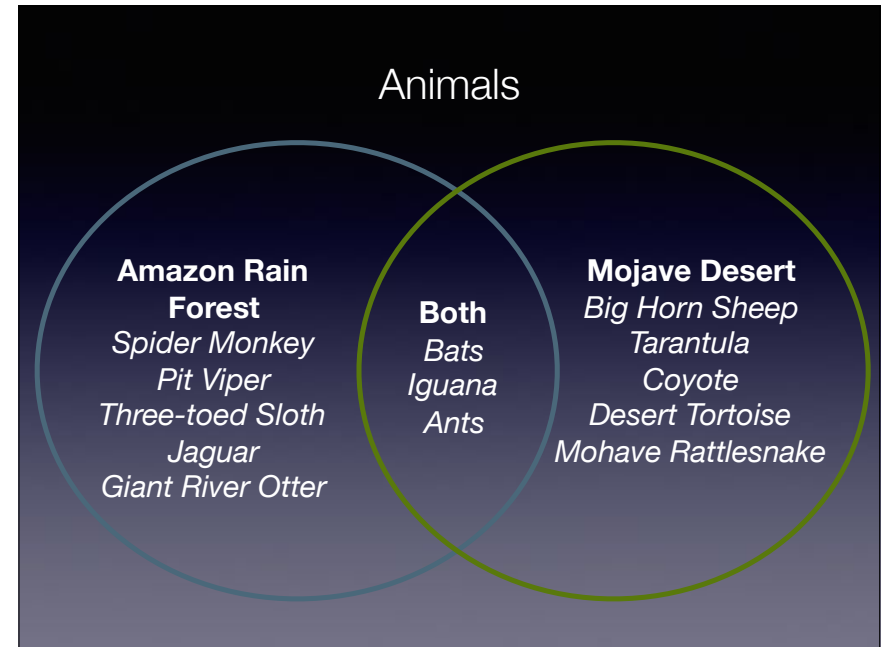 Animals
Amazon Rain
Forest
Spider Monkey
Pit Viper
Three-toed Sloth
Jaguar
Giant River Otter
Both
Bats
Iguana
Ants
Mojave Desert
Big Horn Sheep
Tarantula
Coyote
Desert Tortoise
Mohave Rattlesnake